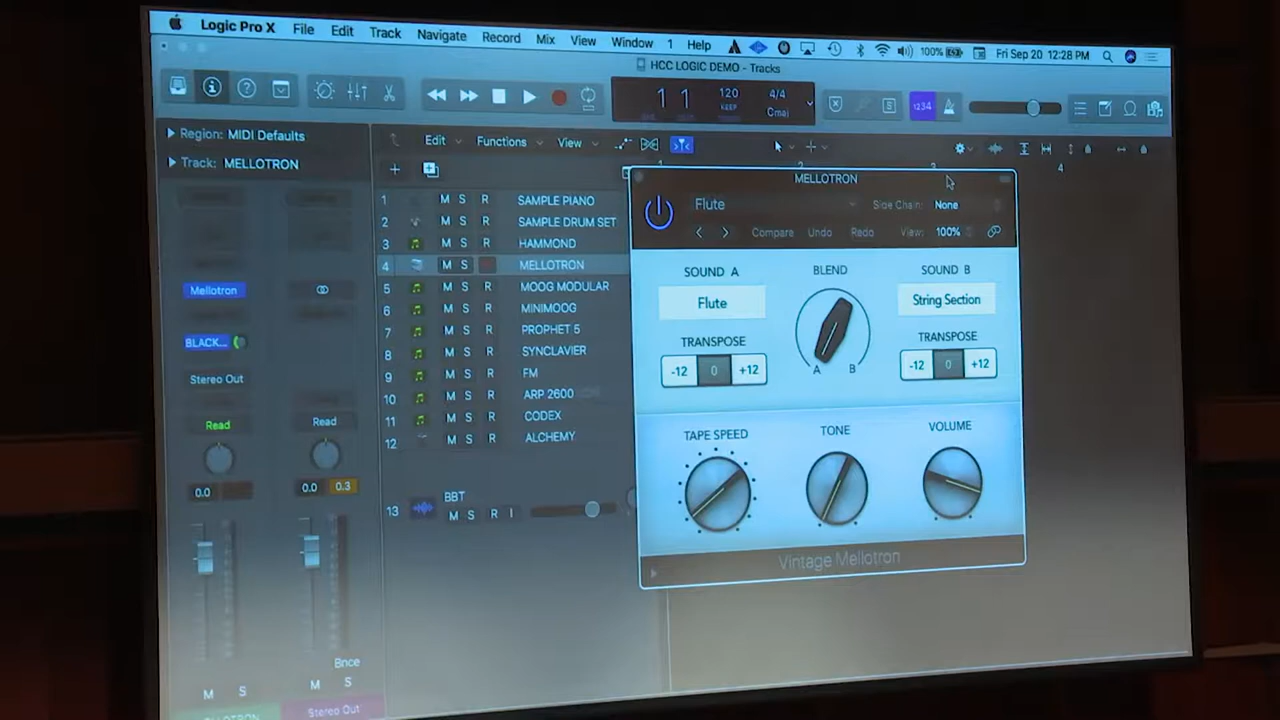 Logic Pro X File Edit Track Navigate Record Mix View Window 1 Help 100% Fri Sep 20 12:28 PM
HCC LOGIC DEMO - Tracks
1 1 120 KEEP 4/4 Cmaj S 1234
Region: MIDI Defaults
Edit Functions View
1 2 3 4
Track: MELLOTRON
1 M S R SAMPLE PIANO
2 M S R SAMPLE DRUM SET
3 M S R HAMMOND
4 M S MELLOTRON
5 M S R MOOG MODULAR
6 M S R MINIMOOG
7 M S R PROPHET 5
8 M S R SYNCLAVIER
9 M S R FM
10 M S R ARP 2600
11 M S R CODEX
12 M S R ALCHEMY
13 BBT
M S R I
Mellotron
BLACK...
Stereo Out
Read Read
0.0 0.0 0.3
Bnce
M S M S
Stereo Out
MELLOTRON
Flute Side Chain: None
Compare Undo Redo View: 100%
SOUND A BLEND SOUND B
Flute String Section
TRANSPOSE TRANSPOSE
-12 0 +12 A B -12 0 +12
TAPE SPEED TONE VOLUME
Vintage Mellotron